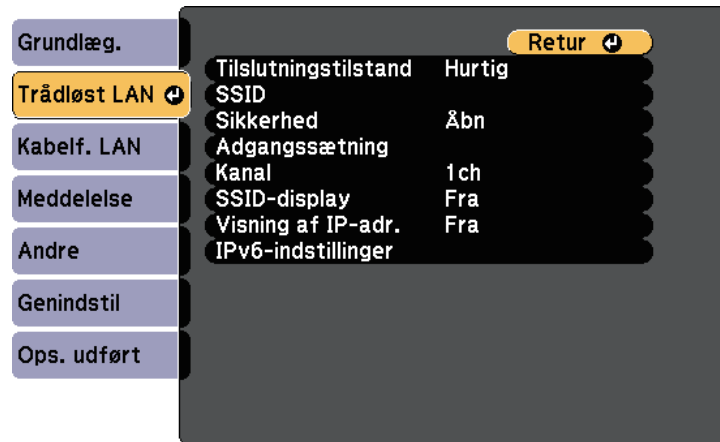 Grundlæg.
Trådløst LAN
Kabelf. LAN
Meddelelse
Andre
Genindstil
Ops. udført
Retur
Tilslutningstilstand Hurtig
SSID
Sikkerhed Åbn
Adgangssætning
Kanal 1ch
SSID-display Fra
Visning af IP-adr. Fra
IPv6-indstillinger